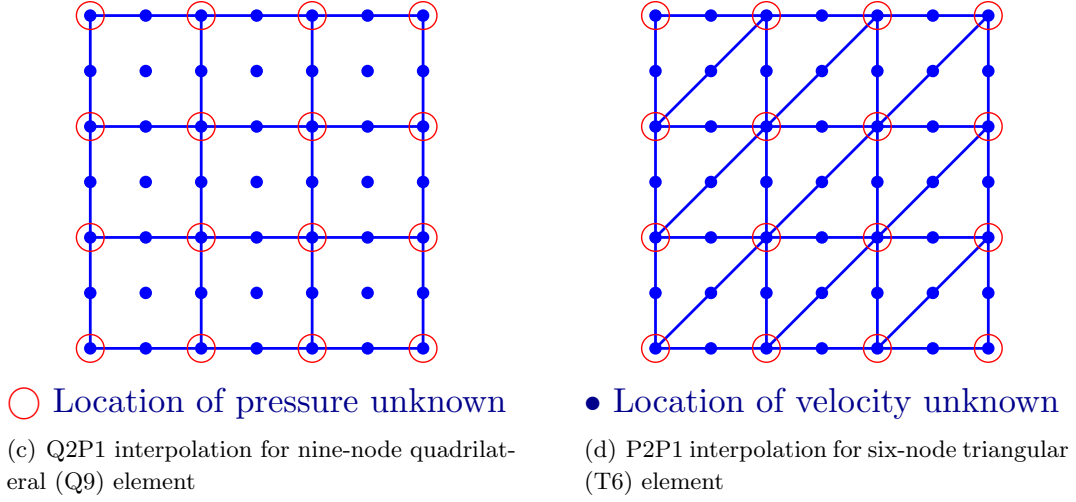 Location of pressure unknown
Location of velocity unknown
(c) Q2P1 interpolation for nine-node quadrilat-
eral (Q9) element
(d) P2P1 interpolation for six-node triangular
(T6) element